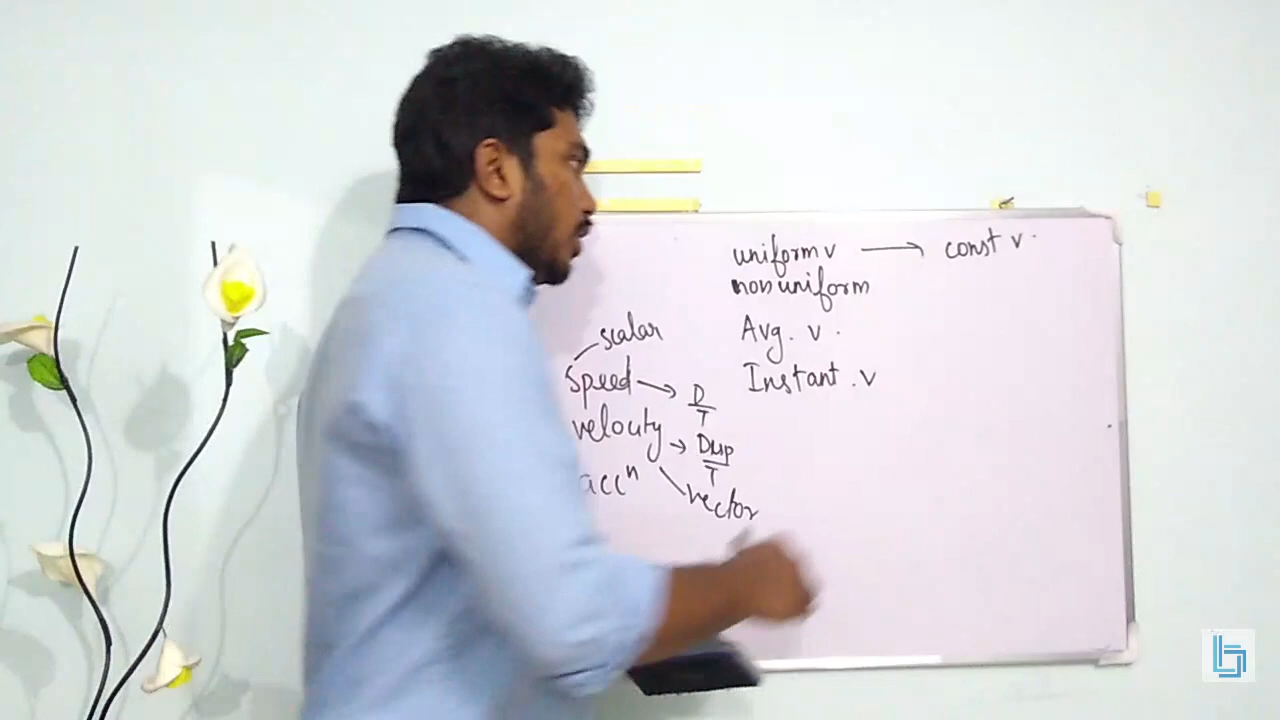 uniform v → const v.
non uniform
Avg. v.
Instant. v
scalar
Speed → D/T
velocity → Disp/T
accⁿ
vector